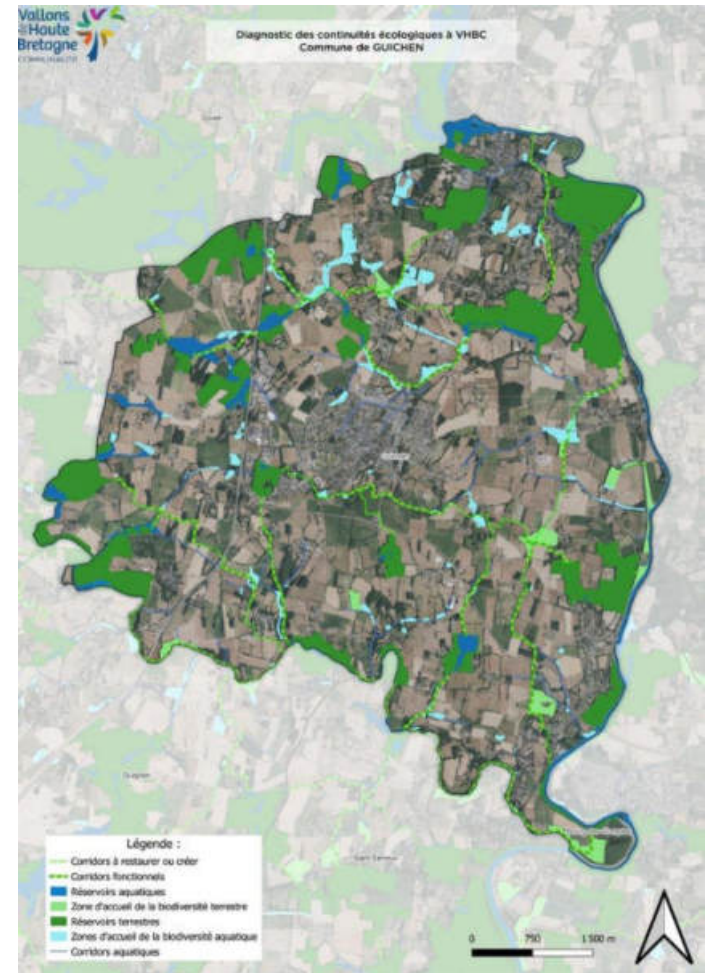 Vallons
de Haute
Bretagne
Diagnostic des continuités écologiques à VHBC
Commune de GUICHEN
Légende :
Corridors à restaurer ou créer
Corridors fonctionnels
Réservoirs aquatiques
Zone d'accueil de la biodiversité terrestre
Réservoirs terrestres
Zones d'accueil de la biodiversité aquatique
Corridors aquatiques
0 750 1 500 m